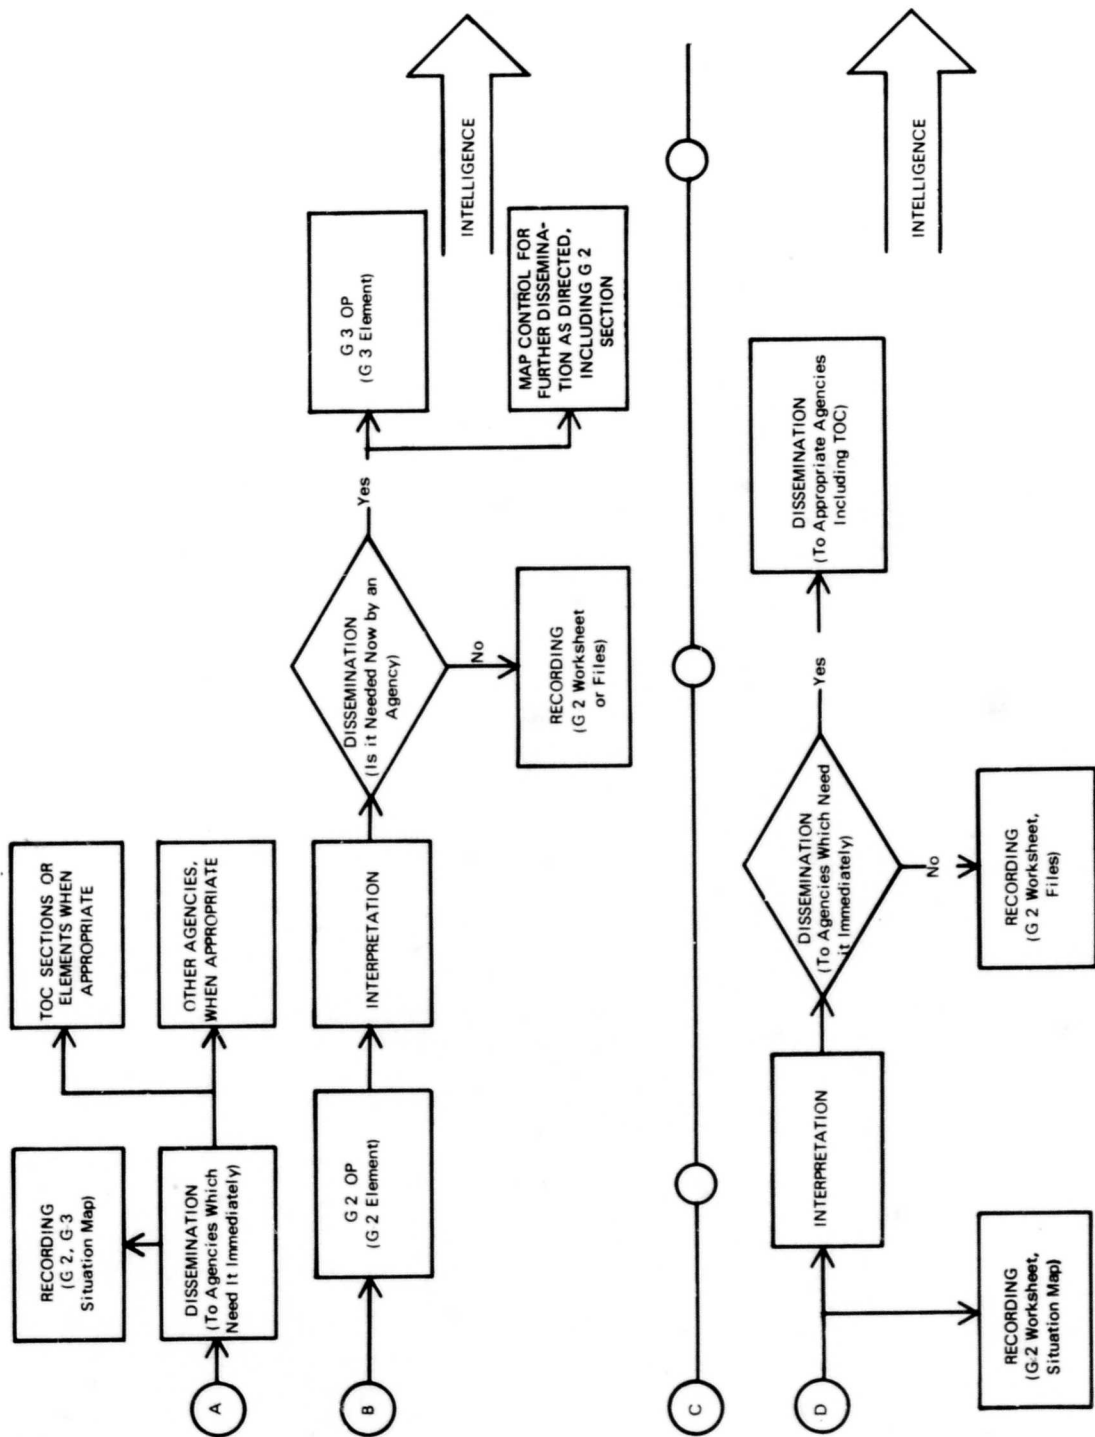 RECORDING
(G 2, G-3
Situation Map)
TOC SECTIONS OR
ELEMENTS WHEN
APPROPRIATE
A
DISSEMINATION
(To Agencies Which
Need It Immediately)
OTHER AGENCIES,
WHEN APPROPRIATE
B
G 2 OP
(G 2 Element)
INTERPRETATION
DISSEMINATION
(Is it Needed Now by an
Agency)
Yes
No
G 3 OP
(G 3 Element)
RECORDING
(G 2 Worksheet
or Files)
MAP CONTROL FOR
FURTHER DISSEMINA-
TION AS DIRECTED,
INCLUDING G 2
SECTION
INTELLIGENCE
C
D
INTERPRETATION
RECORDING
(G-2 Worksheet,
Situation Map)
DISSEMINATION
(To Agencies Which Need
it Immediately)
Yes
No
DISSEMINATION
(To Appropriate Agencies
Including TOC)
RECORDING
(G 2 Worksheet,
Files)
INTELLIGENCE